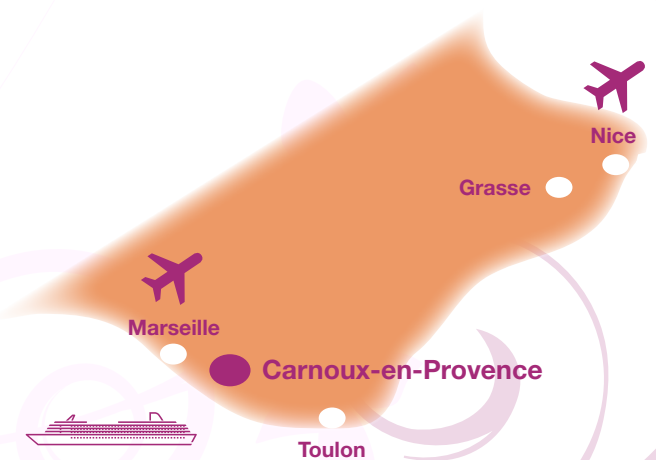 Nice
Grasse
Marseille
Carnoux-en-Provence
Toulon